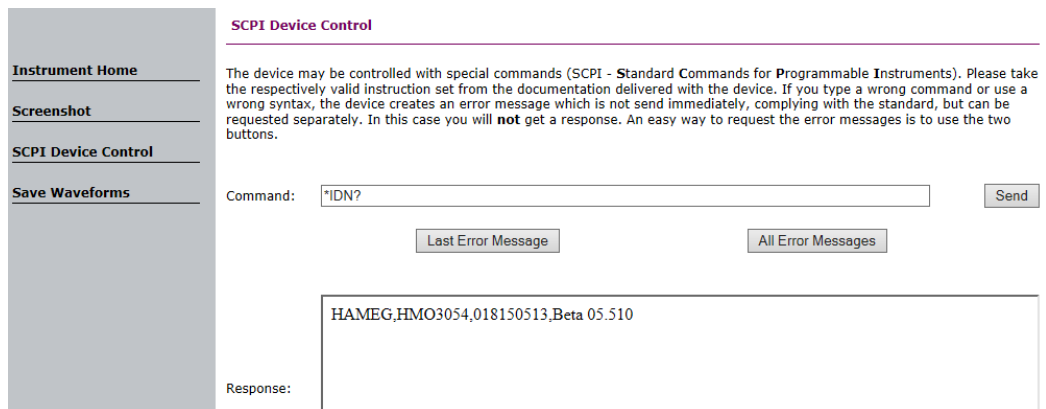 SCPI Device Control
Instrument Home
Screenshot
SCPI Device Control
Save Waveforms
The device may be controlled with special commands (SCPI - Standard Commands for Programmable Instruments). Please take
the respectively valid instruction set from the documentation delivered with the device. If you type a wrong command or use a
wrong syntax, the device creates an error message which is not send immediately, complying with the standard, but can be
requested separately. In this case you will not get a response. An easy way to request the error messages is to use the two
buttons.
Command:
*IDN?
Send
Last Error Message
All Error Messages
HAMEG,HMO3054,018150513,Beta 05.510
Response: